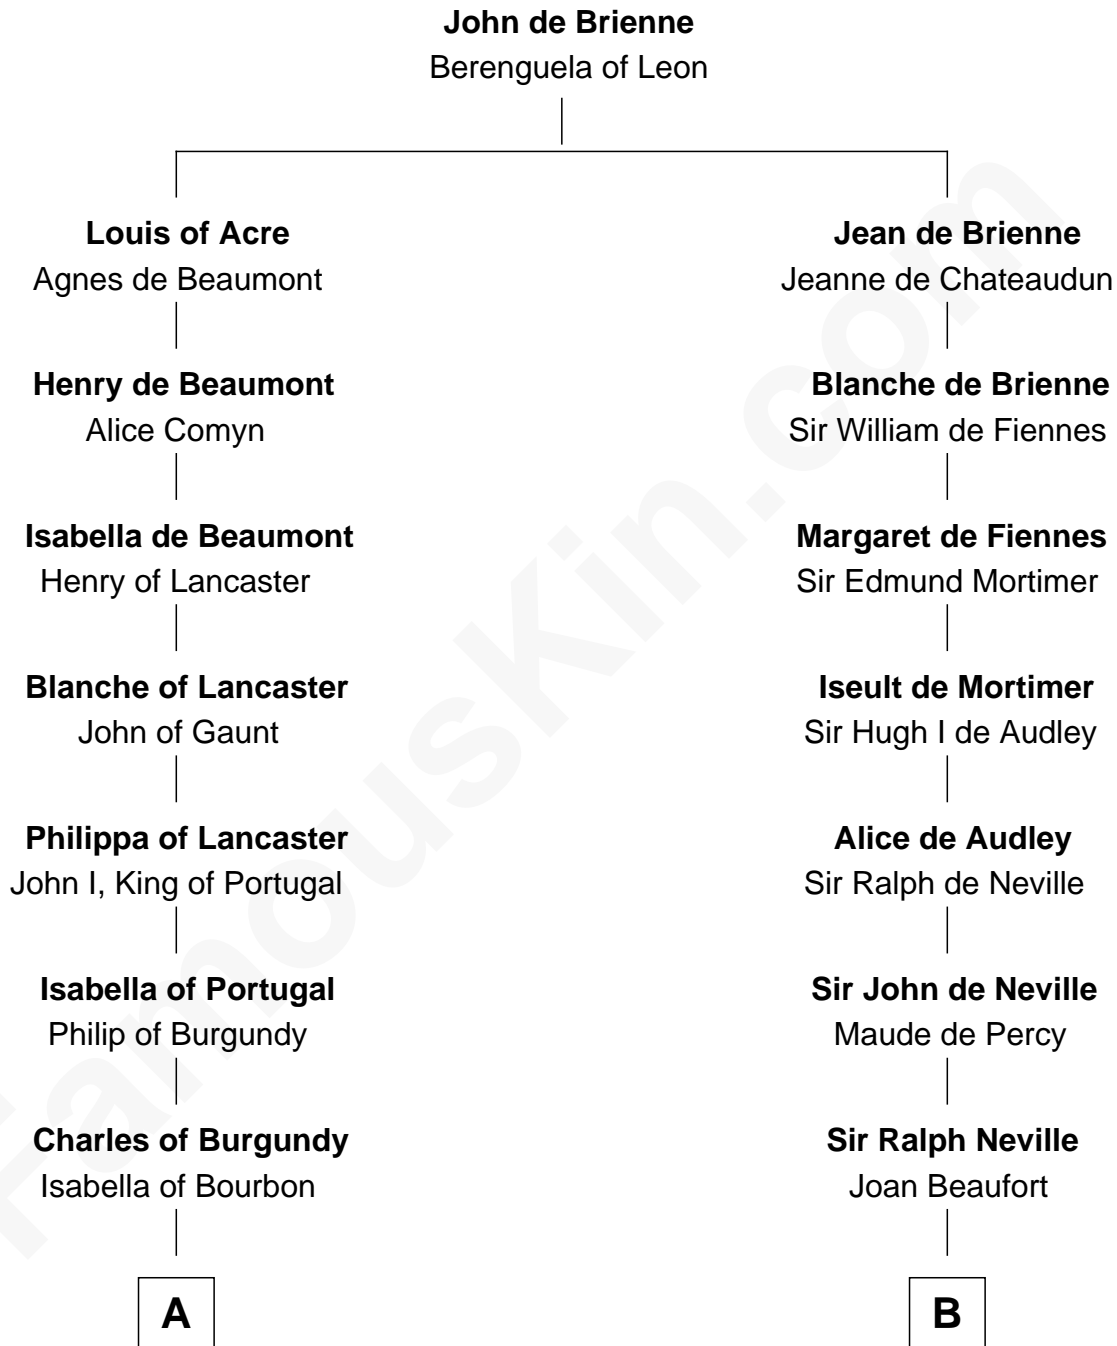 John de Brienne
Berenguela of Leon
Louis of Acre
Agnes de Beaumont
Henry de Beaumont
Alice Comyn
Isabella de Beaumont
Henry of Lancaster
Blanche of Lancaster
John of Gaunt
Philippa of Lancaster
John I, King of Portugal
Isabella of Portugal
Philip of Burgundy
Charles of Burgundy
Isabella of Bourbon
A
Jean de Brienne
Jeanne de Chateaudun
Blanche de Brienne
Sir William de Fiennes
Margaret de Fiennes
Sir Edmund Mortimer
Iseult de Mortimer
Sir Hugh I de Audley
Alice de Audley
Sir Ralph de Neville
Sir John de Neville
Maude de Percy
Sir Ralph Neville
Joan Beaufort
B
FamousKin.com